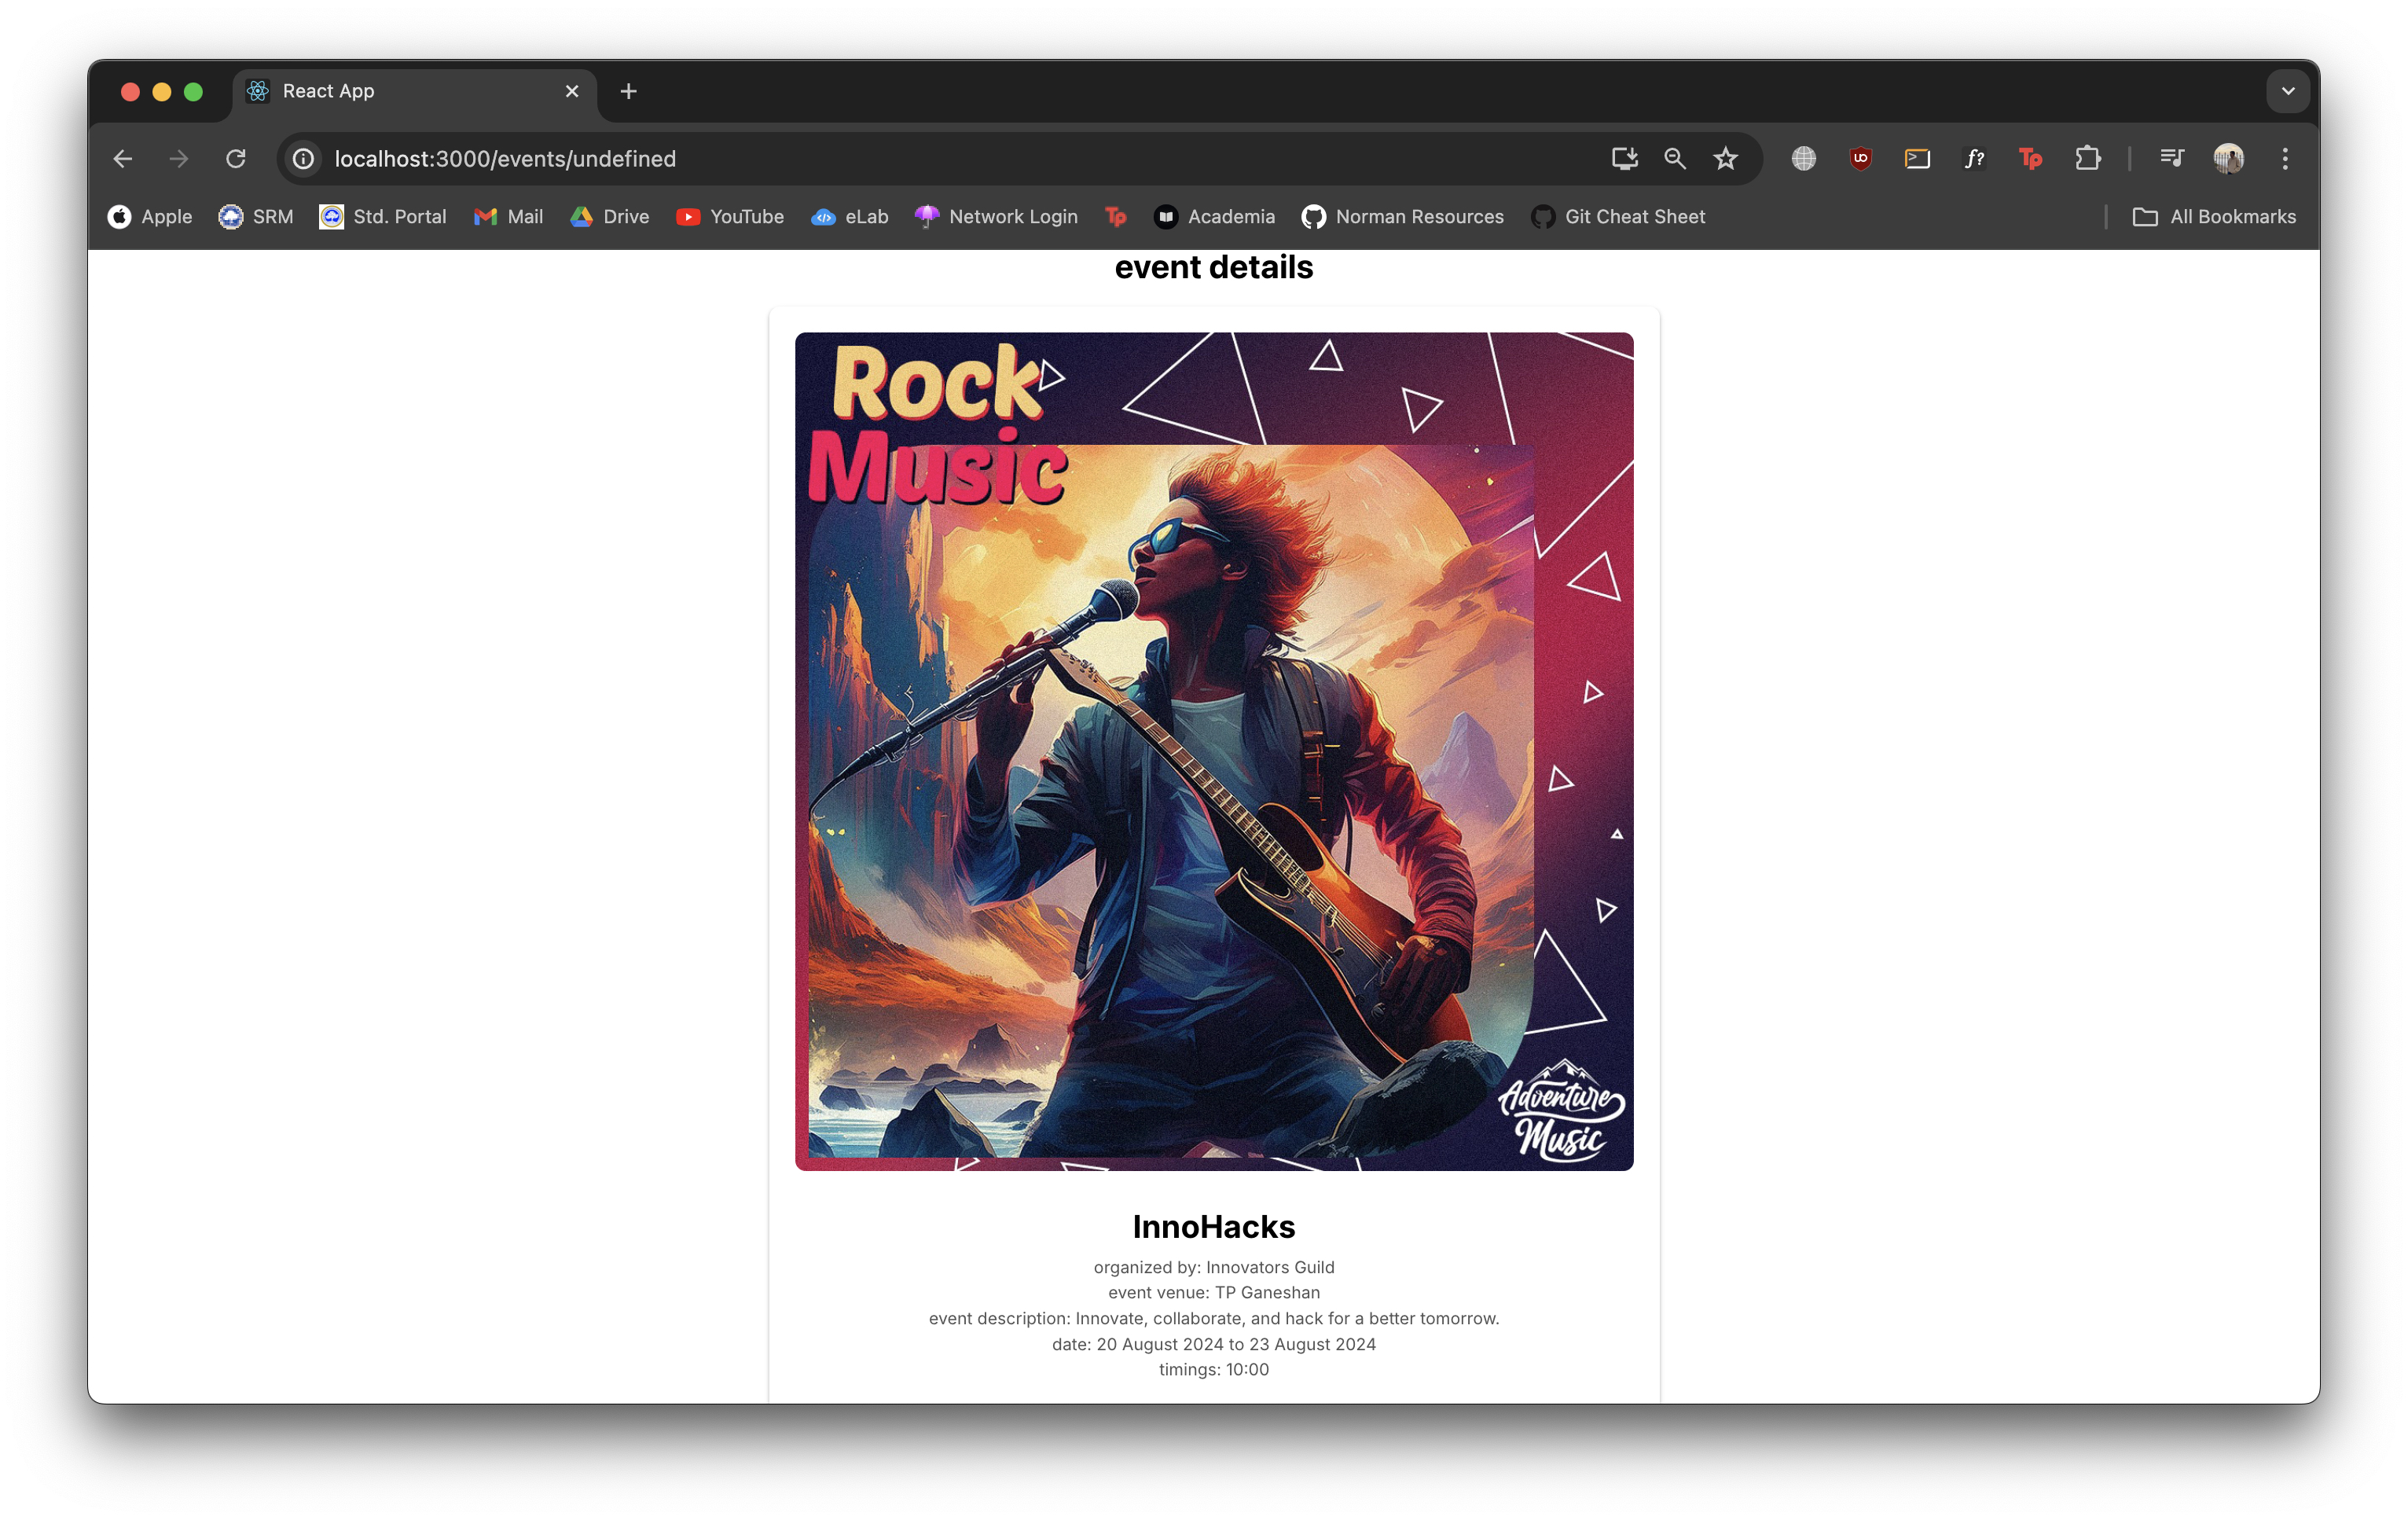 React App
localhost:3000/events/undefined
f?
Tp
Apple SRM Std. Portal Mail Drive YouTube eLab Network Login Tp Academia Norman Resources Git Cheat Sheet All Bookmarks
event details
Rock
Music
Adventure
Music
InnoHacks
organized by: Innovators Guild
event venue: TP Ganeshan
event description: Innovate, collaborate, and hack for a better tomorrow.
date: 20 August 2024 to 23 August 2024
timings: 10:00